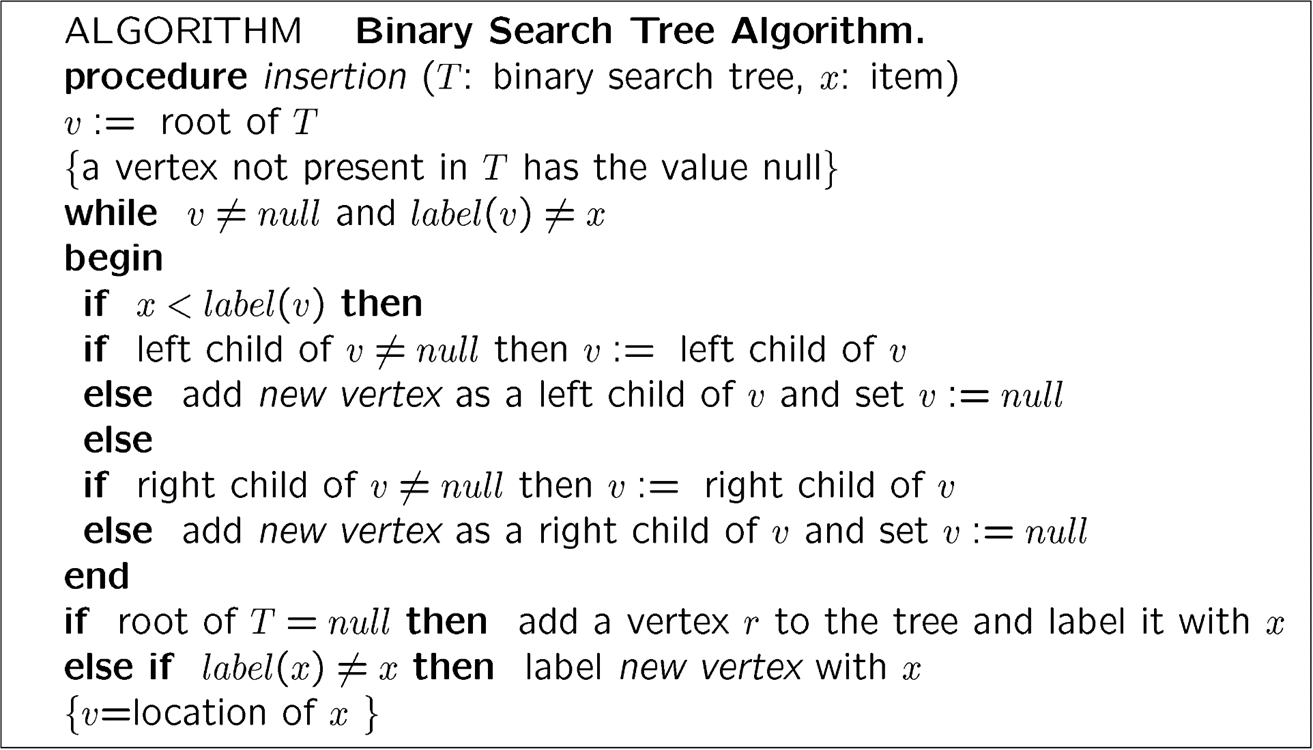 ALGORITHM Binary Search Tree Algorithm.
procedure insertion (T: binary search tree, x: item)
v := root of T
{a vertex not present in T has the value null}
while v ≠ null and label(v) ≠ x
begin
if x < label(v) then
if left child of v ≠ null then v := left child of v
else add new vertex as a left child of v and set v := null
else
if right child of v ≠ null then v := right child of v
else add new vertex as a right child of v and set v := null
end
if root of T = null then add a vertex r to the tree and label it with x
else if label(x) ≠ x then label new vertex with x
{v=location of x }